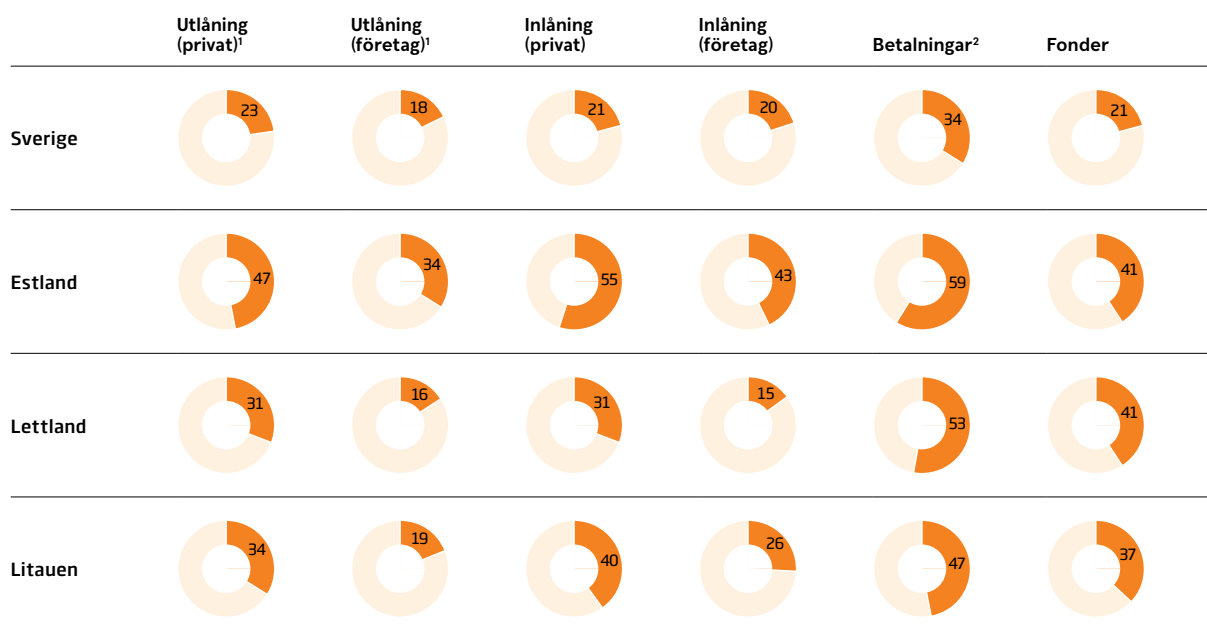 Utlåning
(privat)¹
Utlåning
(företag)¹
Inlåning
(privat)
Inlåning
(företag)
Betalningar²
Fonder
Sverige
23
18
21
20
34
21
Estland
47
34
55
43
59
41
Lettland
31
16
31
15
53
41
Litauen
34
19
40
26
47
37